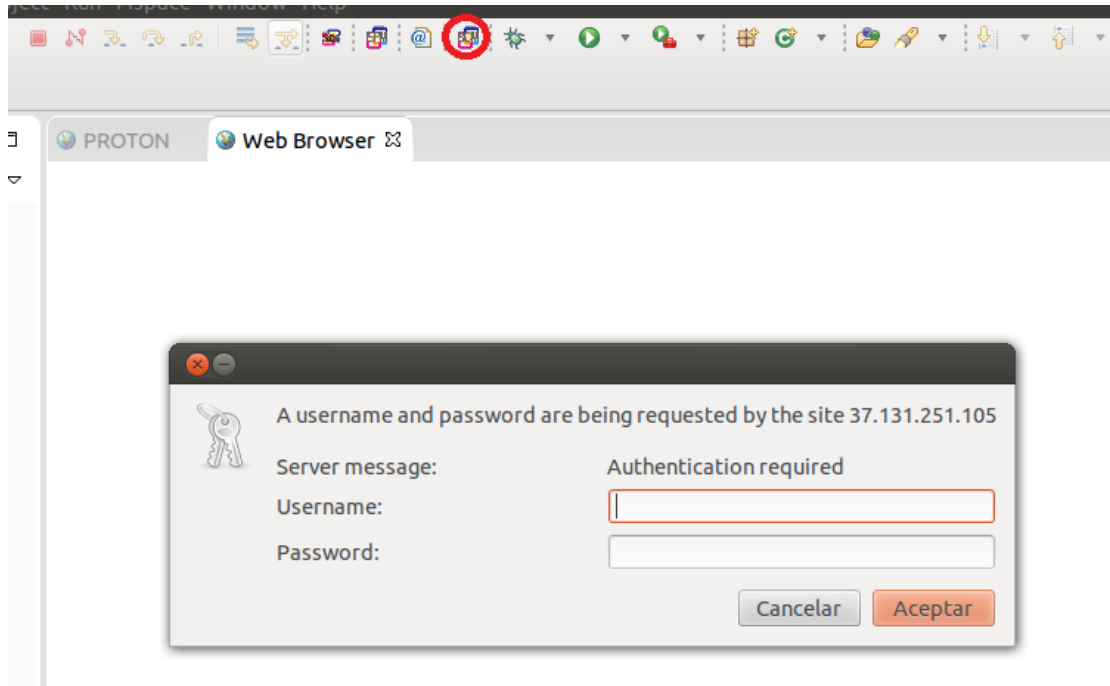 PROTON
Web Browser
A username and password are being requested by the site 37.131.251.105
Server message: Authentication required
Username:
Password:
Cancelar Aceptar